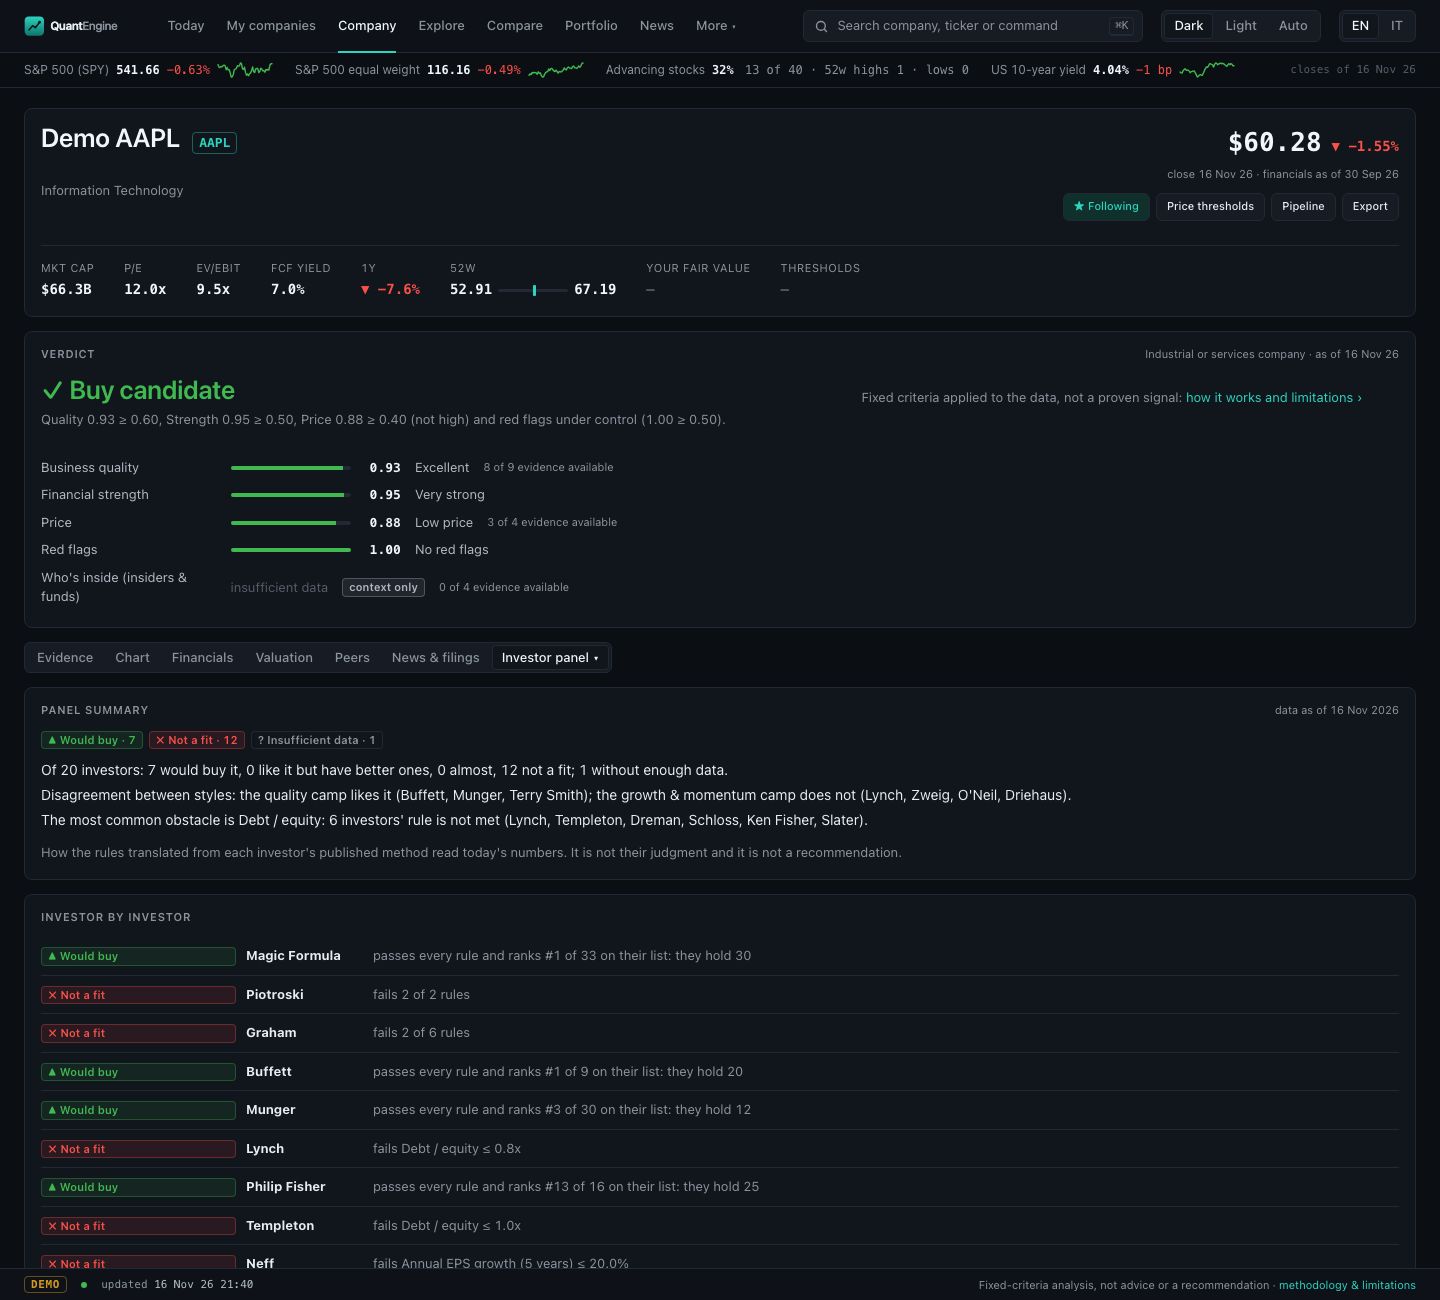 QuantEngine Today My companies Company Explore Compare Portfolio News More ▾ Search company, ticker or command ⌘K Dark Light Auto EN IT
S&P 500 (SPY) 541.66 −0.63% S&P 500 equal weight 116.16 −0.49% Advancing stocks 32% 13 of 40 · 52w highs 1 · lows 0 US 10-year yield 4.04% −1 bp closes of 16 Nov 26
Demo AAPL AAPL $60.28 ▼ −1.55%
close 16 Nov 26 · financials as of 30 Sep 26
Information Technology
★ Following Price thresholds Pipeline Export
MKT CAP P/E EV/EBIT FCF YIELD 1Y 52W YOUR FAIR VALUE THRESHOLDS
$66.3B 12.0x 9.5x 7.0% ▼ −7.6% 52.91 67.19 — —
VERDICT Industrial or services company · as of 16 Nov 26
✓ Buy candidate
Fixed criteria applied to the data, not a proven signal: how it works and limitations ›
Quality 0.93 ≥ 0.60, Strength 0.95 ≥ 0.50, Price 0.88 ≥ 0.40 (not high) and red flags under control (1.00 ≥ 0.50).
Business quality 0.93 Excellent 8 of 9 evidence available
Financial strength 0.95 Very strong
Price 0.88 Low price 3 of 4 evidence available
Red flags 1.00 No red flags
Who's inside (insiders & funds) insufficient data context only 0 of 4 evidence available
Evidence Chart Financials Valuation Peers News & filings Investor panel ▾
PANEL SUMMARY data as of 16 Nov 2026
▲ Would buy · 7 ✕ Not a fit · 12 ? Insufficient data · 1
Of 20 investors: 7 would buy it, 0 like it but have better ones, 0 almost, 12 not a fit; 1 without enough data.
Disagreement between styles: the quality camp likes it (Buffett, Munger, Terry Smith); the growth & momentum camp does not (Lynch, Zweig, O'Neil, Driehaus).
The most common obstacle is Debt / equity: 6 investors' rule is not met (Lynch, Templeton, Dreman, Schloss, Ken Fisher, Slater).
How the rules translated from each investor's published method read today's numbers. It is not their judgment and it is not a recommendation.
INVESTOR BY INVESTOR
▲ Would buy Magic Formula passes every rule and ranks #1 of 33 on their list: they hold 30
✕ Not a fit Piotroski fails 2 of 2 rules
✕ Not a fit Graham fails 2 of 6 rules
▲ Would buy Buffett passes every rule and ranks #1 of 9 on their list: they hold 20
▲ Would buy Munger passes every rule and ranks #3 of 30 on their list: they hold 12
✕ Not a fit Lynch fails Debt / equity ≤ 0.8x
▲ Would buy Philip Fisher passes every rule and ranks #13 of 16 on their list: they hold 25
✕ Not a fit Templeton fails Debt / equity ≤ 1.0x
✕ Not a fit Neff fails Annual EPS growth (5 years) ≤ 20.0%
DEMO updated 16 Nov 26 21:40 Fixed-criteria analysis, not advice or a recommendation · methodology & limitations